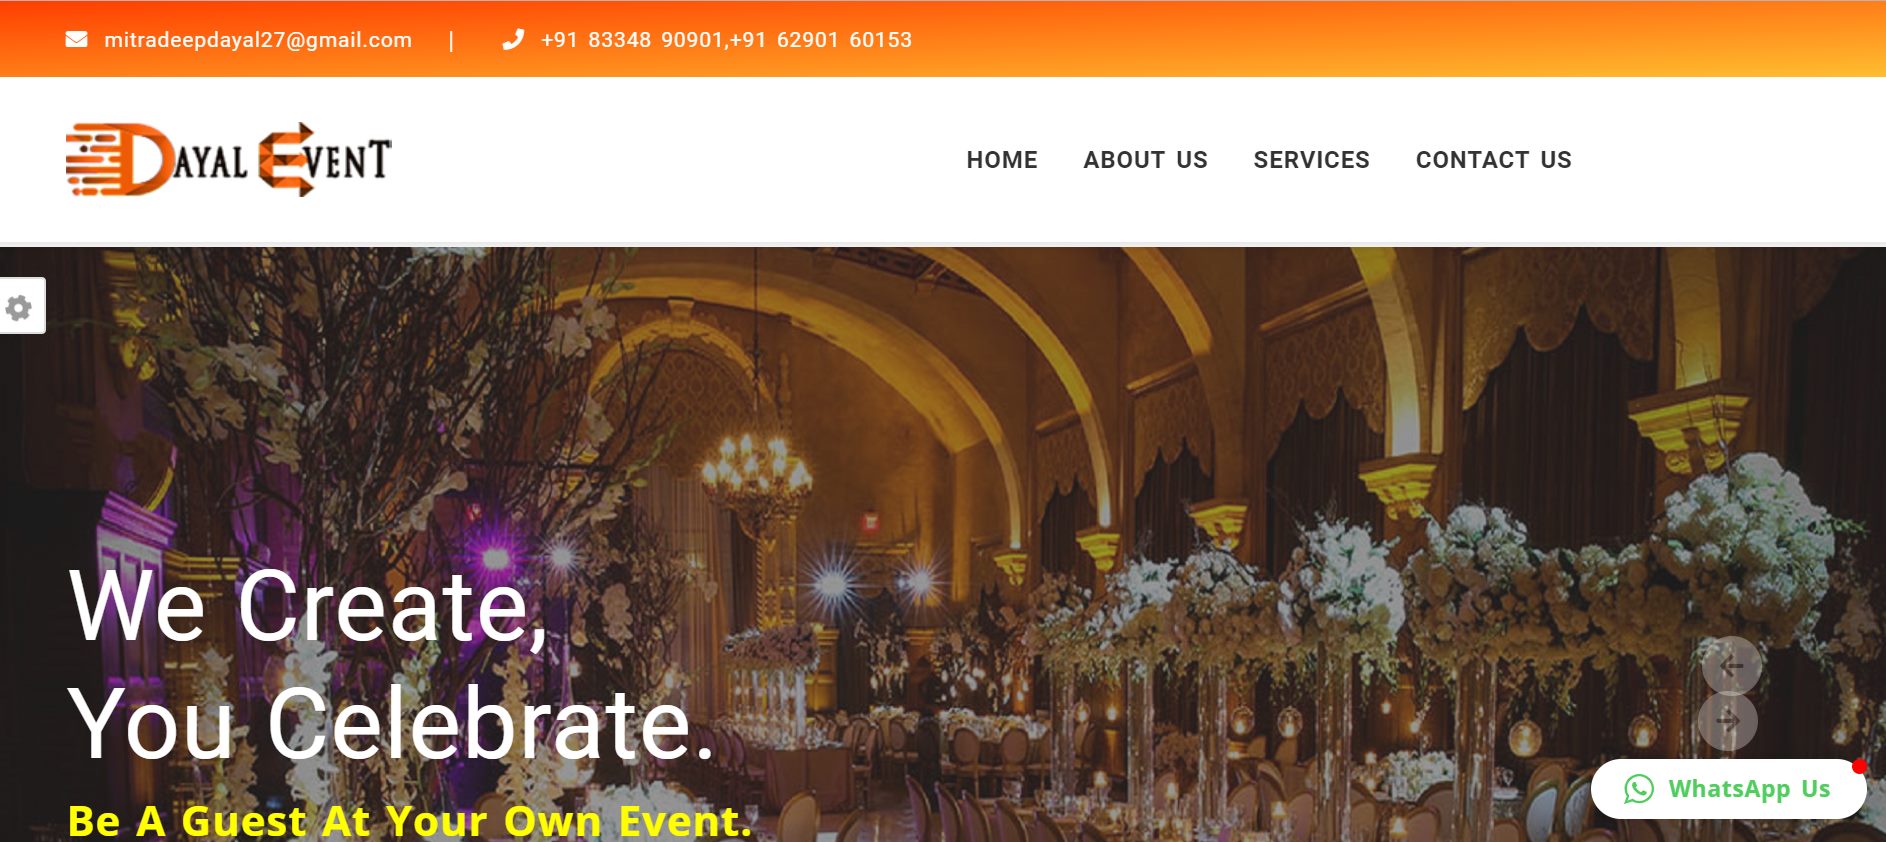 mitradeepdayal27@gmail.com | +91 83348 90901,+91 62901 60153
DAYAL EVENT
HOME ABOUT US SERVICES CONTACT US
We Create,
You Celebrate.
Be A Guest At Your Own Event.
WhatsApp Us